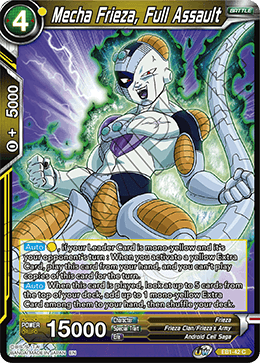 4
Mecha Frieza, Full Assault
BATTLE
0 + 5000
Auto, if your Leader Card is mono-yellow and it's
your opponent's turn : When you activate a yellow Extra
Card, play this card from your hand, and you can't play
copies of this card for the turn.
Auto When this card is played, look at up to 5 cards from
the top of your deck, add up to 1 mono-yellow Extra
Card among them to your hand, then shuffle your deck.
POWER
15000
Character Frieza
Special Trait Frieza Clan/Frieza's Army
Era Android Cell Saga
MADE IN JAPAN EN
EB1-42 C